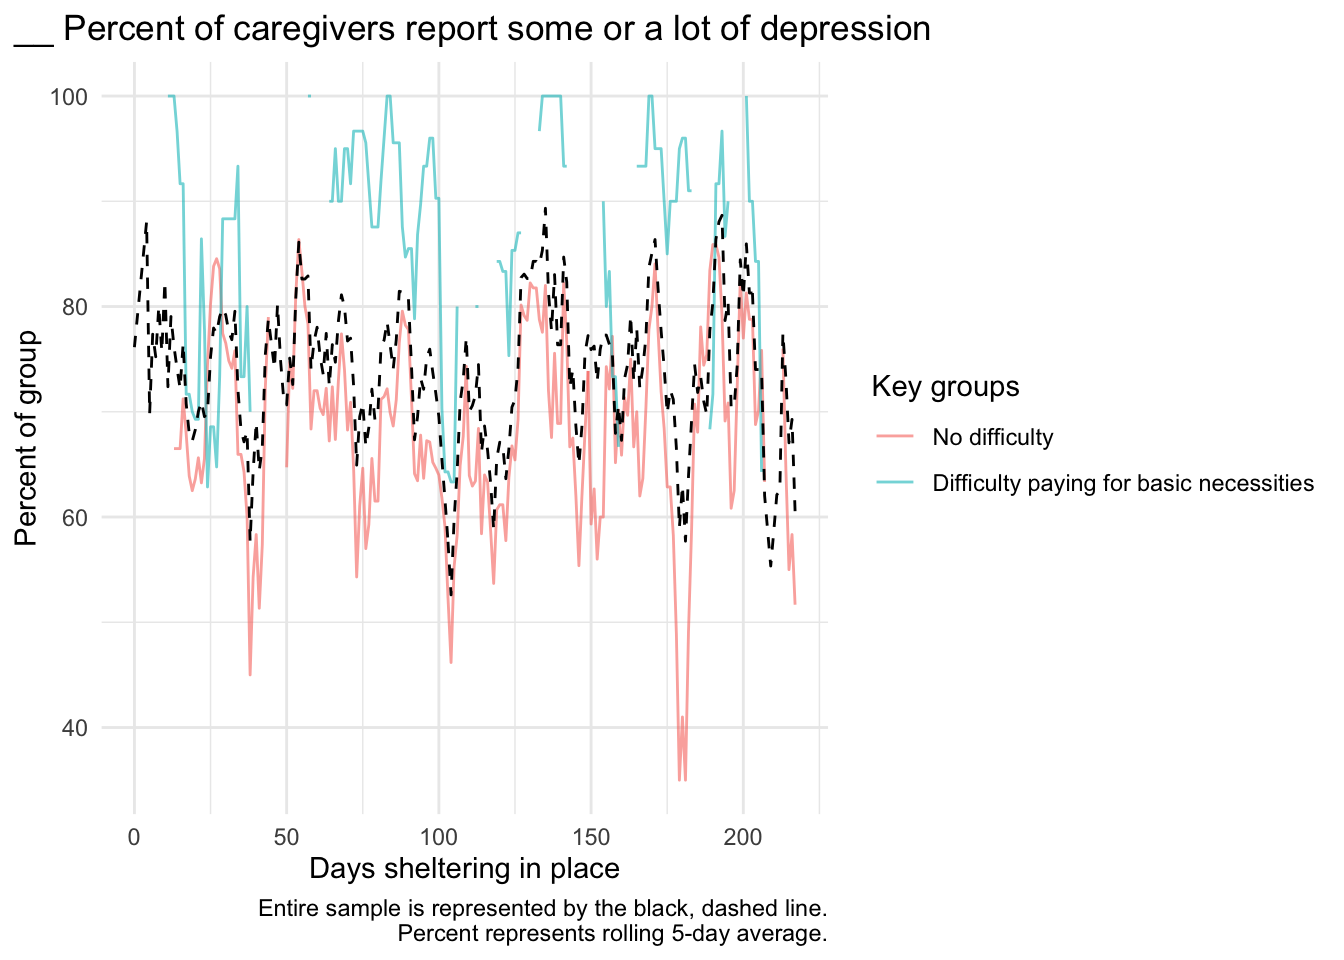 __ Percent of caregivers report some or a lot of depression
100
80
60
40
Percent of group
0 50 100 150 200
Days sheltering in place
Key groups
No difficulty
Difficulty paying for basic necessities
Entire sample is represented by the black, dashed line.
Percent represents rolling 5-day average.